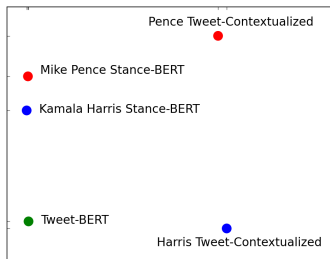 Pence Tweet-Contextualized
Mike Pence Stance-BERT
Kamala Harris Stance-BERT
Tweet-BERT
Harris Tweet-Contextualized